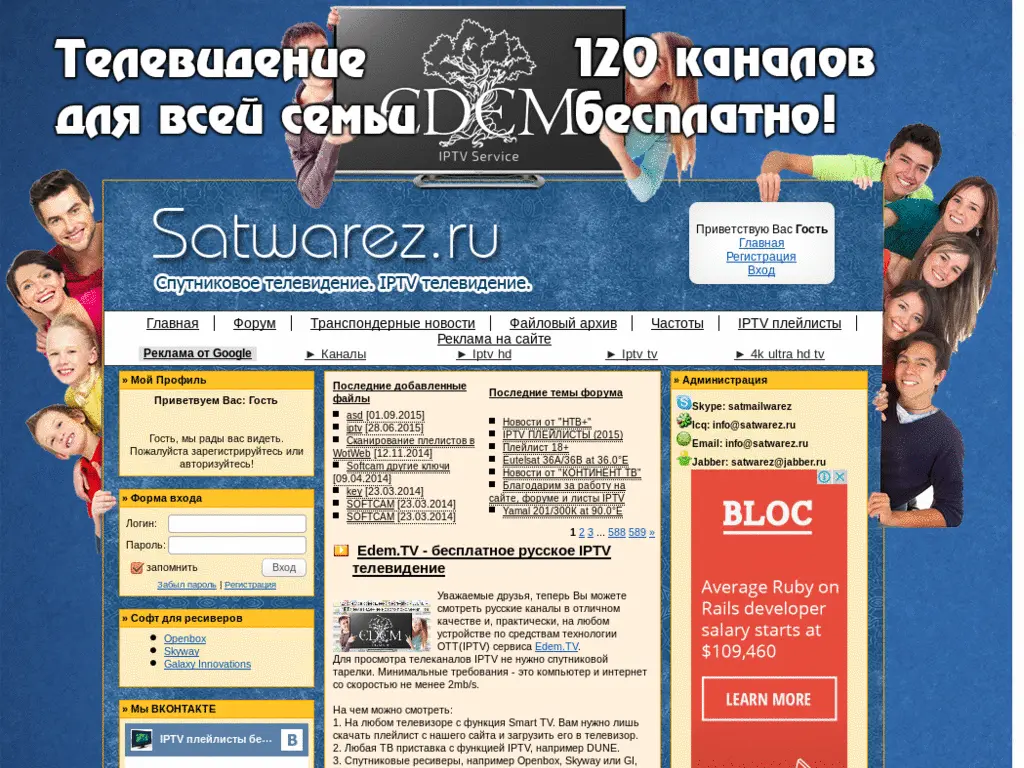 Телевидение
для всей семьи
EDEM
IPTV Service
120 каналов
бесплатно!
Satwarez.ru
Спутниковое телевидение. IPTV телевидение.
Приветствую Вас Гость
Главная
Регистрация
Вход
Главная | Форум | Транспондерные новости | Файловый архив | Частоты | IPTV плейлисты |
Реклама на сайте
Реклама от Google ► Каналы ► Iptv hd ► Iptv tv ► 4k ultra hd tv
» Мой Профиль
Приветвуем Вас: Гость
Гость, мы рады вас видеть.
Пожалуйста зарегистрируйтесь или
авторизуйтесь!
» Форма входа
Логин:
Пароль:
запомнить Вход
Забыл пароль | Регистрация
» Софт для ресиверов
Openbox
Skyway
Galaxy Innovations
» Мы ВКОНТАКТЕ
IPTV плейлисты бе... В
Последние добавленные
файлы
asd [01.09.2015]
iptv [28.06.2015]
Сканирование плелистов в
WotWeb [12.11.2014]
Softcam другие ключи
[09.04.2014]
key [23.03.2014]
SOFTCAM [23.03.2014]
SOFTCAM [23.03.2014]
Последние темы форума
Новости от "НТВ+"
IPTV ПЛЕЙЛИСТЫ (2015)
Плейлист 18+
Eutelsat 36A/36B at 36.0°E
Новости от "КОНТИНЕНТ ТВ"
Благодарим за работу на
сайте, форуме и листы IPTV
Yamal 201/300K at 90.0°E
1 2 3 ... 588 589 »
Edem.TV - бесплатное русское IPTV
телевидение
Уважаемые друзья, теперь Вы можете
смотреть русские каналы в отличном
качестве и, практически, на любом
устройстве по средствам технологии
ОТТ(IPTV) сервиса Edem.TV.
Для просмотра телеканалов IPTV не нужно спутниковой
тарелки. Минимальные требования - это компьютер и интернет
со скоростью не менее 2mb/s.
На чем можно смотреть:
1. На любом телевизоре с функция Smart TV. Вам нужно лишь
скачать плейлист с нашего сайта и загрузить его в телевизор.
2. Любая ТВ приставка с функцией IPTV, например DUNE.
3. Спутниковые ресиверы, например Openbox, Skyway или GI,
» Администрация
Skype: satmailwarez
Icq: info@satwarez.ru
Email: info@satwarez.ru
Jabber: satwarez@jabber.ru
BLOC
Average Ruby on
Rails developer
salary starts at
$109,460
LEARN MORE